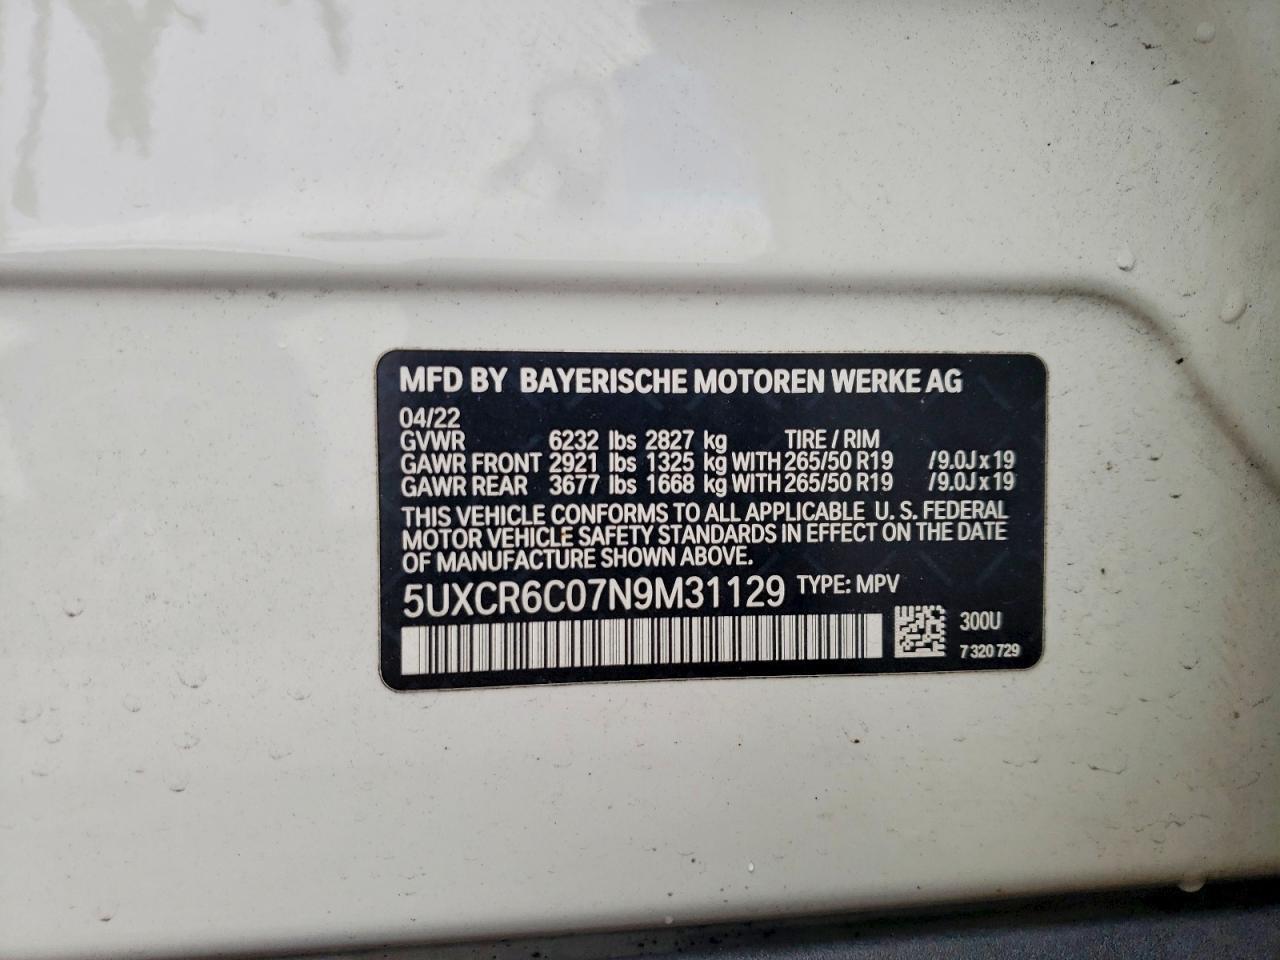 MFD BY BAYERISCHE MOTOREN WERKE AG
04/22
GVWR 6232 lbs 2827 kg TIRE / RIM
GAWR FRONT 2921 lbs 1325 kg WITH 265/50 R19 /9.0J x 19
GAWR REAR 3677 lbs 1668 kg WITH 265/50 R19 /9.0J x 19
THIS VEHICLE CONFORMS TO ALL APPLICABLE U. S. FEDERAL
MOTOR VEHICLE SAFETY STANDARDS IN EFFECT ON THE DATE
OF MANUFACTURE SHOWN ABOVE.
5UXCR6C07N9M31129 TYPE: MPV
300U
7 320 729